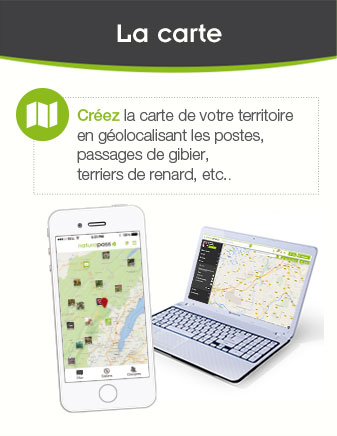 La carte
Créez la carte de votre territoire
en géolocalisant les postes,
passages de gibier,
terriers de renard, etc..
naturapass